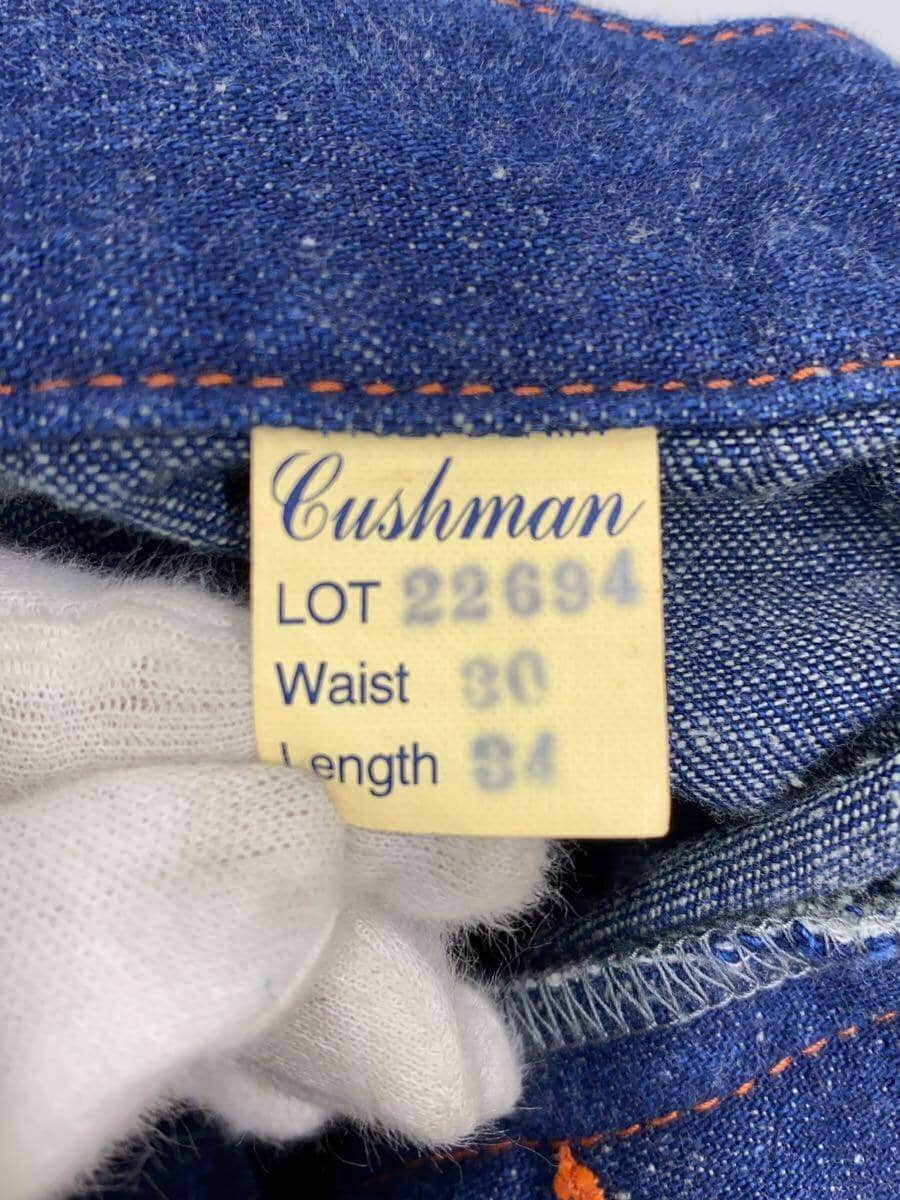 Cushman
LOT 22694
Waist 30
Length 34